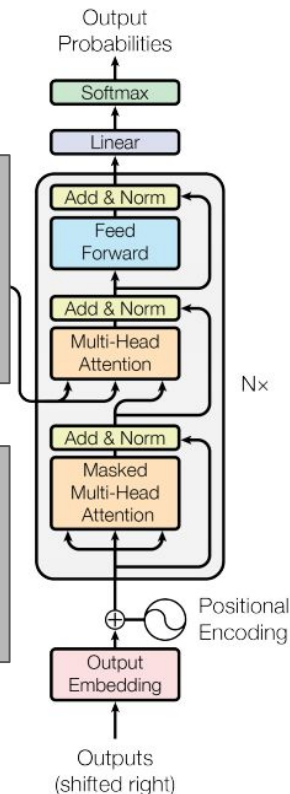 Output
Probabilities
Softmax
Linear
Add & Norm
Feed
Forward
Add & Norm
Multi-Head
Attention
N×
Add & Norm
Masked
Multi-Head
Attention
Positional
Encoding
Output
Embedding
Outputs
(shifted right)